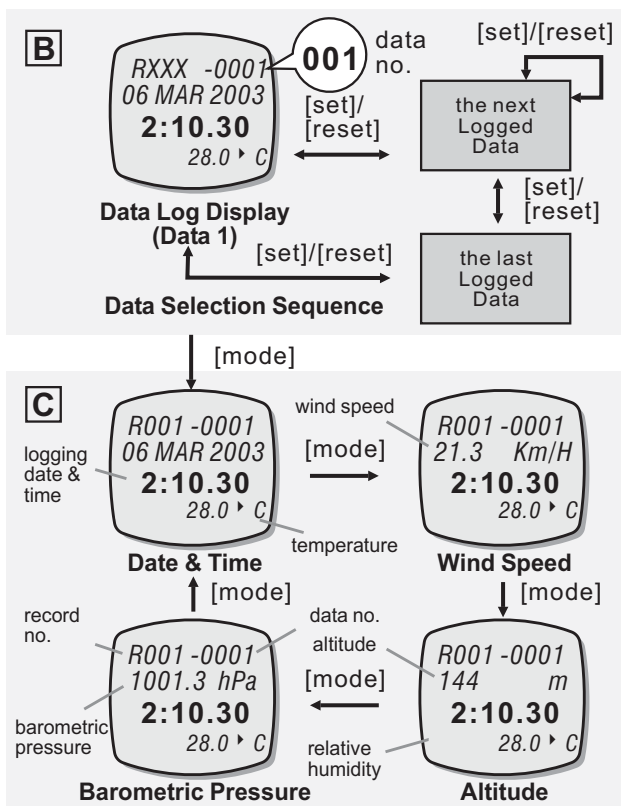 B
RXXX -0001
06 MAR 2003
2:10.30
28.0 ‣ C
001
data
no.
[set]/
[reset]
[set]/[reset]
the next
Logged
Data
[set]/
[reset]
Data Log Display
(Data 1)
[set]/[reset]
the last
Logged
Data
Data Selection Sequence
[mode]
C
R001 -0001
06 MAR 2003
2:10.30
28.0 ‣ C
logging
date &
time
temperature
Date & Time
wind speed
[mode]
R001 -0001
21.3 Km/H
2:10.30
28.0 ‣ C
Wind Speed
[mode]
[mode]
record
no.
data no.
R001 -0001
1001.3 hPa
2:10.30
28.0 ‣ C
barometric
pressure
Barometric Pressure
altitude
[mode]
R001 -0001
144 m
2:10.30
28.0 ‣ C
relative
humidity
Altitude